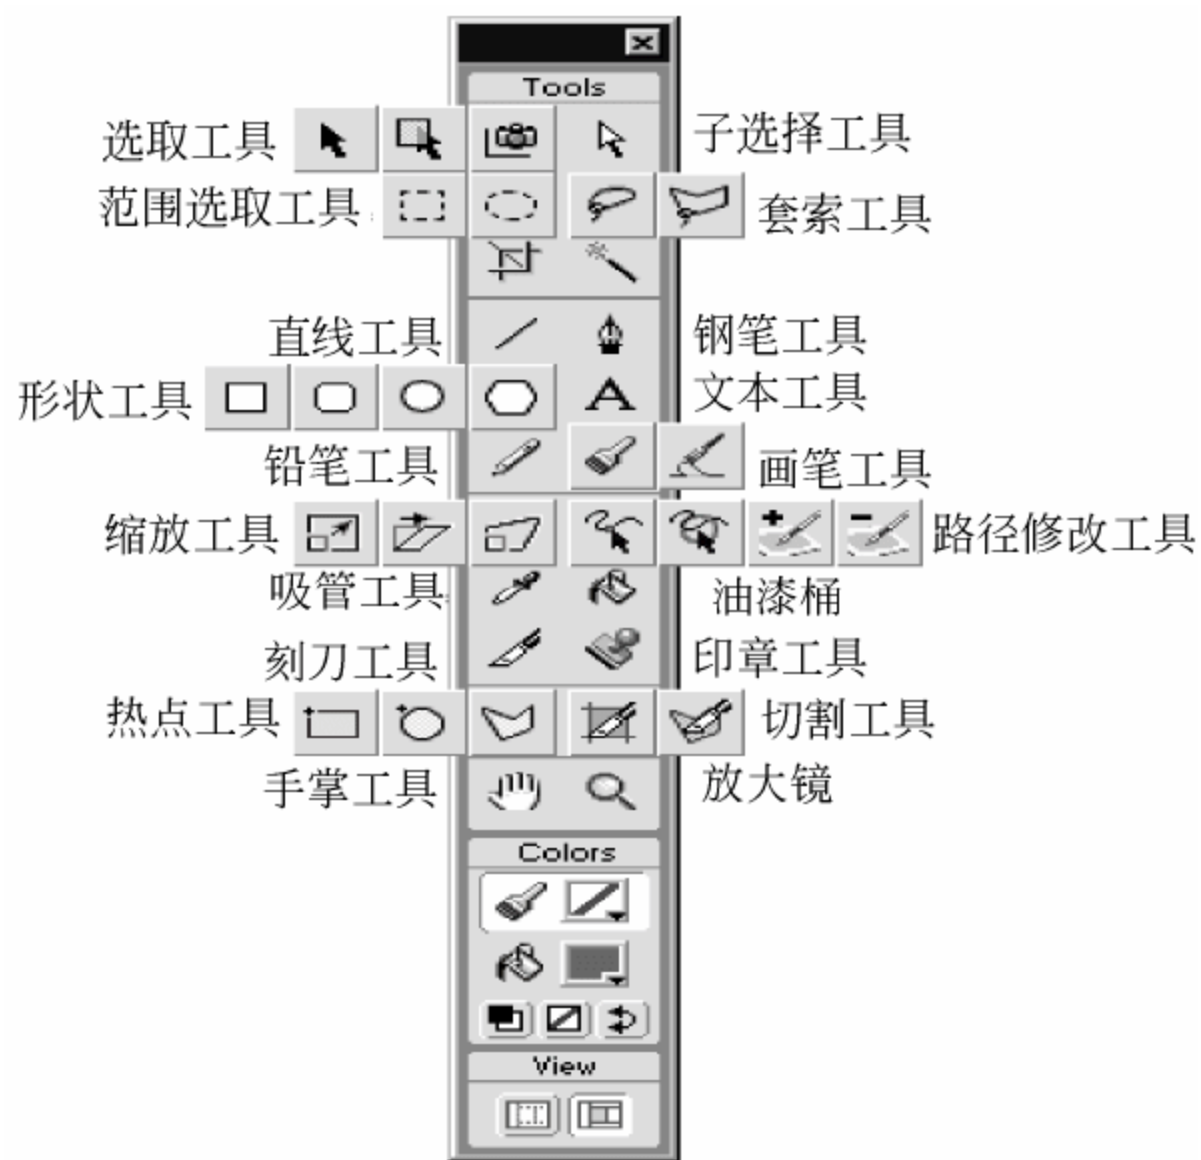 Tools
选取工具
子选择工具
范围选取工具
套索工具
直线工具
钢笔工具
形状工具
文本工具
铅笔工具
画笔工具
缩放工具
路径修改工具
吸管工具
油漆桶
刻刀工具
印章工具
热点工具
切割工具
手掌工具
放大镜
Colors
View